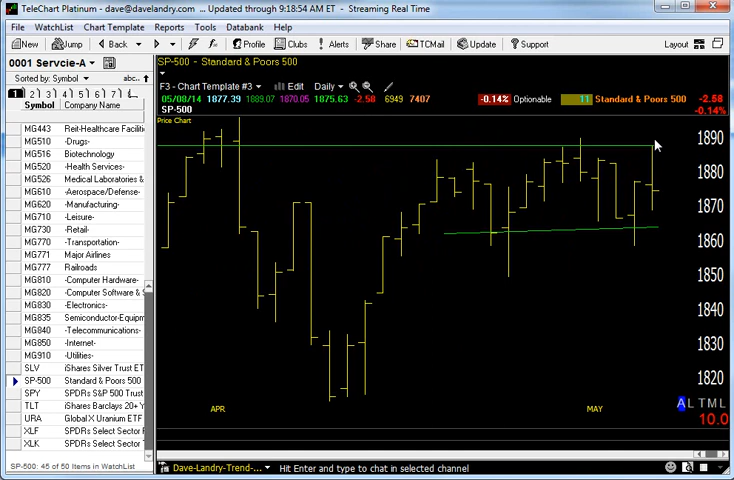 TeleChart Platinum - dave@davelandry.com ... Updated through 9:18:54 AM ET - Streaming Real Time
File WorkList Chart Template Reports Tools Databank Help
New Jump Back Profile Clubs Alerts Share TCMail Update Support Layout
0001 Servcie-A
SP-500 - Standard & Poors 500
Sorted by: Symbol abc..
F3 - Chart Template #3 Edit Daily
1 2 3 4 5 6 7
05/08/14 1877.39 1889.07 1870.05 1875.63 -2.58 6949 7407 -0.14% Optionable 11 Standard & Poors 500 -2.58
Symbol Company Name
SP-500 -0.14%
Price Chart
MG443 Reit-Healthcare Faciliti
MG510 -Drugs-
MG516 Biotechnology
MG520 -Health Services-
MG526 Medical Laboratories &
MG610 -Aerospace/Defense-
MG620 -Manufacturing-
MG710 -Leisure-
MG730 -Retail-
MG770 -Transportation-
MG771 Major Airlines
MG777 Railroads
MG810 -Computer Hardware-
MG820 -Computer Software &
MG830 -Electronics-
MG835 Semiconductor-Equipm
MG840 -Telecommunications-
MG850 -Internet-
MG910 -Utilities-
SLV iShares Silver Trust ET
SP-500 Standard & Poors 500
SPY SPDRs S&P 500 Trust
TLT iShares Barclays 20+ Y
URA Global X Uranium ETF
XLF SPDRs Select Sector F
XLK SPDRs Select Sector T
1890
1880
1870
1860
1850
1840
1830
1820
APR MAY
A L T M L
10.0
SP-500: 45 of 50 Items in WatchList
Dave-Landry-Trend-... Hit Enter and type to chat in selected channel